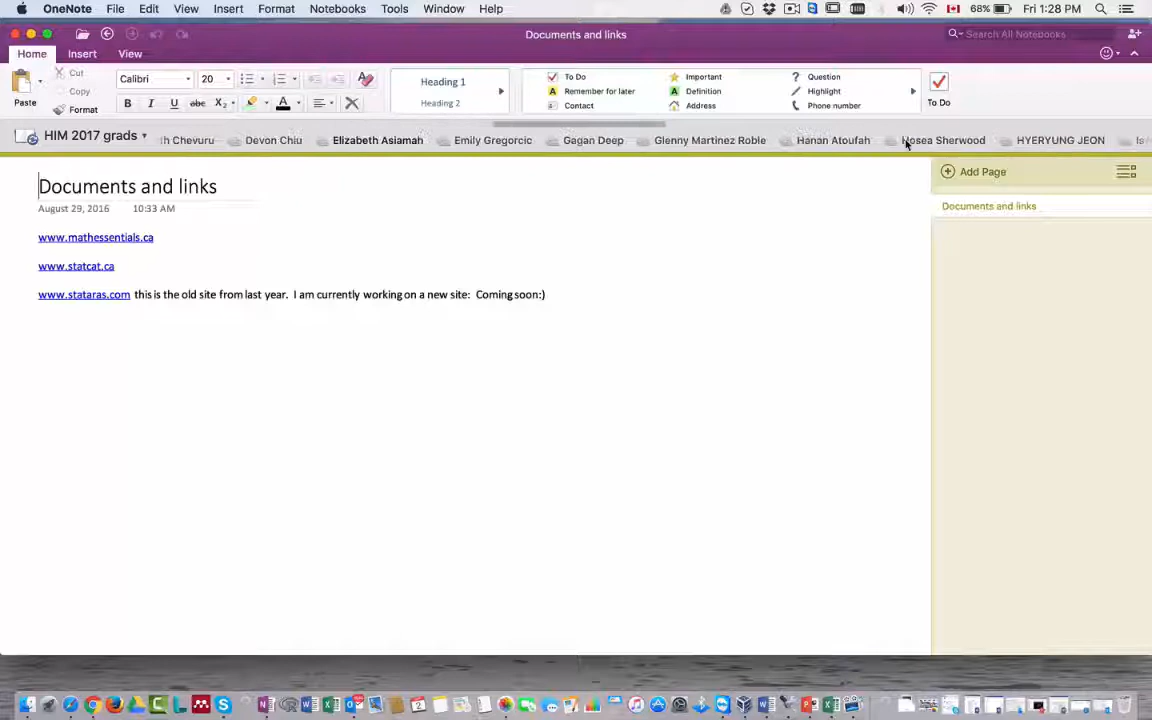 OneNote File Edit View Insert Format Notebooks Tools Window Help 68% Fri 1:28 PM
Documents and links Search All Notebooks
Home Insert View
Paste Cut Copy Format Calibri 20 Heading 1 Heading 2 To Do Important Question
Remember for later Definition Highlight
Contact Address Phone number To Do
B I U abc X₂ A
HIM 2017 grads th Chevuru Devon Chiu Elizabeth Asiamah Emily Gregorcic Gagan Deep Glenny Martinez Roble Hanan Atoufah Hosea Sherwood HYERYUNG JEON
Documents and links
August 29, 2016 10:33 AM
www.mathessentials.ca
www.statcat.ca
www.stataras.com this is the old site from last year. I am currently working on a new site: Coming soon:)
Add Page
Documents and links